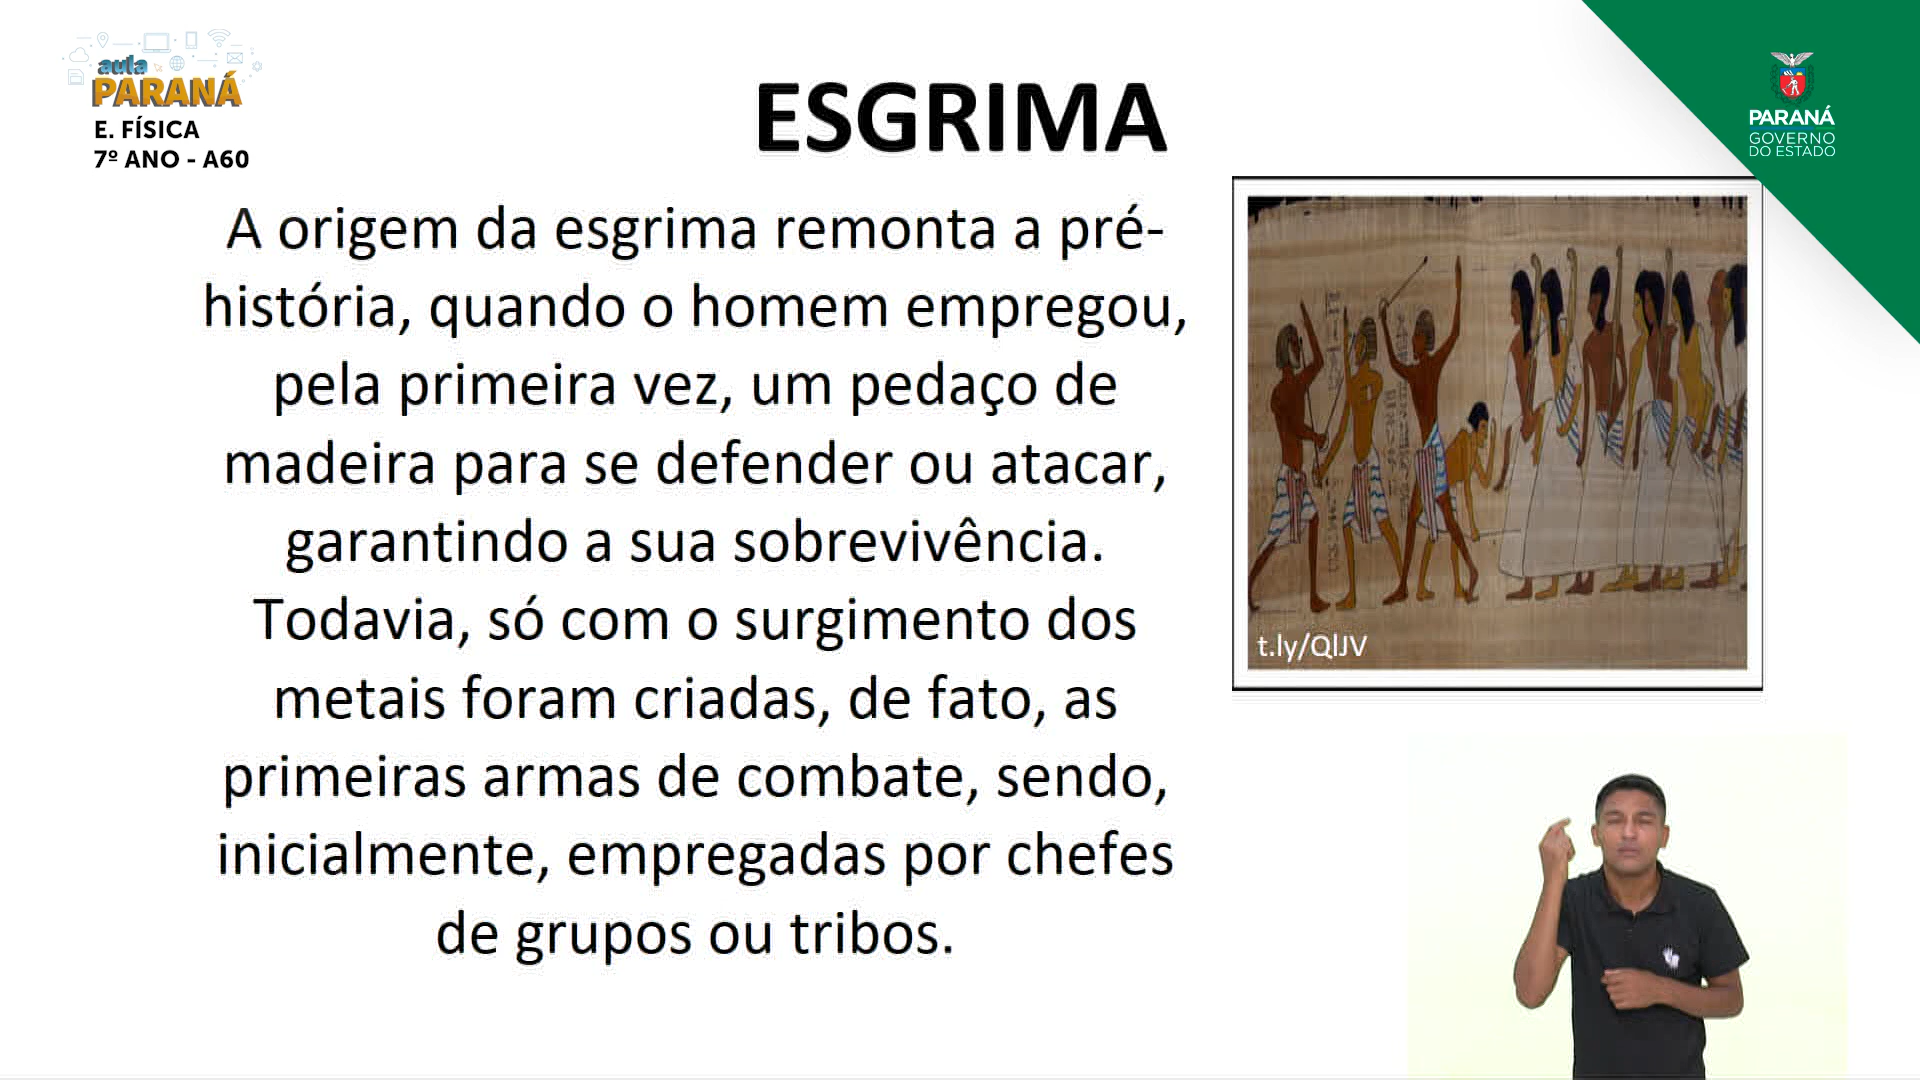 aula
PARANÁ
E. FÍSICA
7º ANO - A60
ESGRIMA
PARANÁ
GOVERNO
DO ESTADO
A origem da esgrima remonta a pré-
história, quando o homem empregou,
pela primeira vez, um pedaço de
madeira para se defender ou atacar,
garantindo a sua sobrevivência.
Todavia, só com o surgimento dos
metais foram criadas, de fato, as
primeiras armas de combate, sendo,
inicialmente, empregadas por chefes
de grupos ou tribos.
t.ly/QlJV